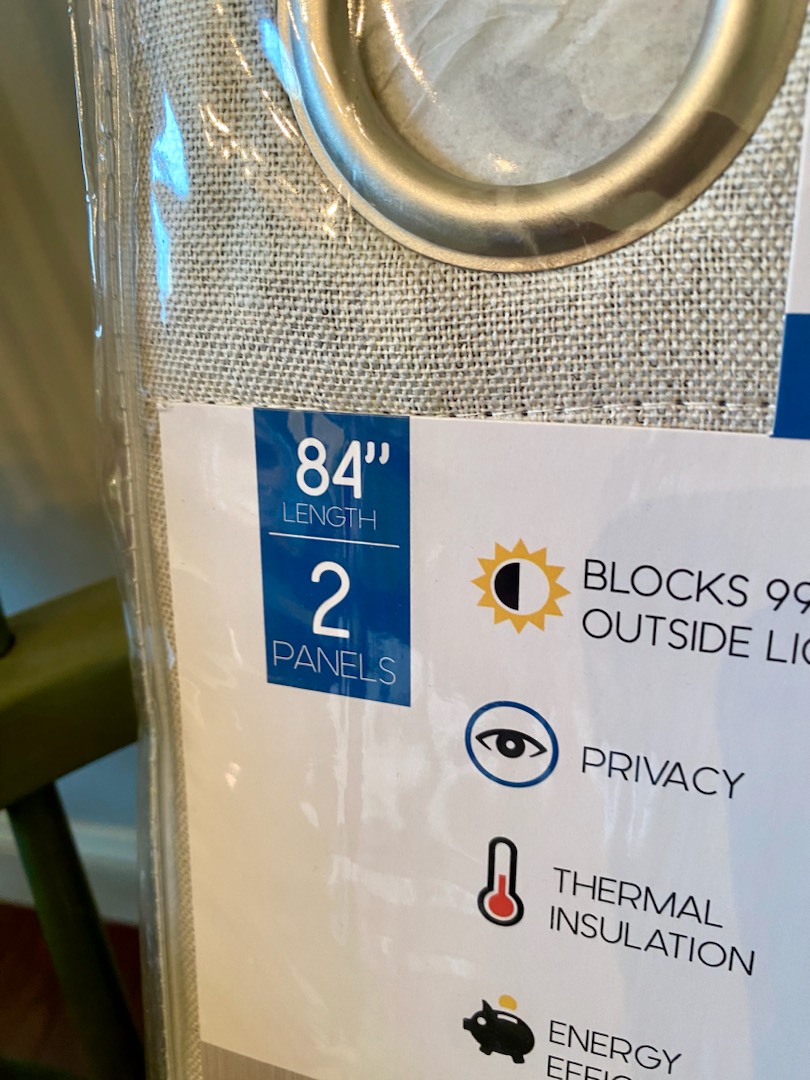 84”
LENGTH
2
PANELS
BLOCKS
OUTSIDE
PRIVACY
THERMAL
INSULATION
ENERGY